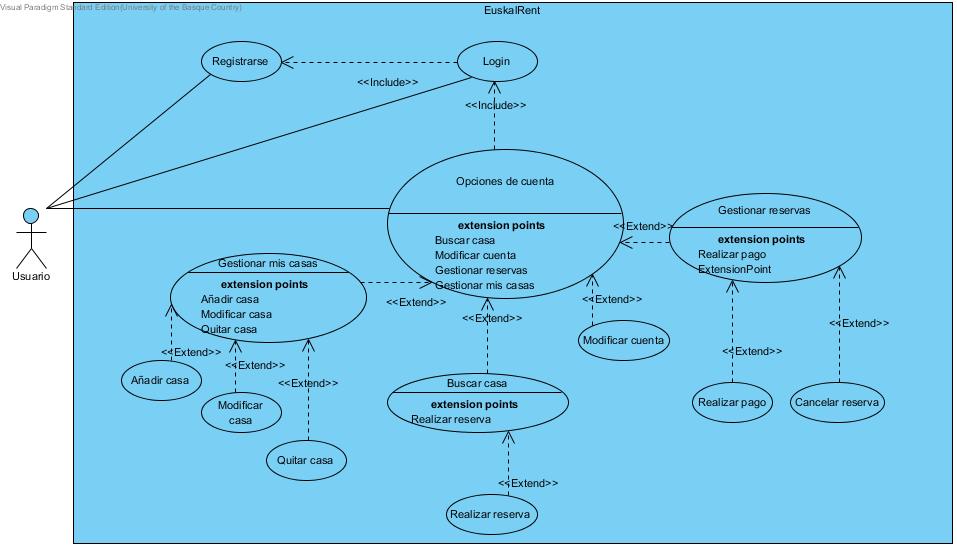 Visual Paradigm Standard Edition(University of the Basque Country)
EuskalRent
Registrarse
Login
<<Include>>
<<Include>>
Opciones de cuenta
extension points
Buscar casa
Modificar cuenta
Gestionar reservas
Gestionar mis casas
<<Extend>>
Gestionar reservas
extension points
Realizar pago
ExtensionPoint
Usuario
Gestionar mis casas
extension points
Añadir casa
Modificar casa
Quitar casa
<<Extend>>
<<Extend>>
<<Extend>>
Modificar cuenta
<<Extend>>
<<Extend>>
<<Extend>>
<<Extend>>
<<Extend>>
Añadir casa
Modificar
casa
Quitar casa
Buscar casa
extension points
Realizar reserva
Realizar pago
Cancelar reserva
<<Extend>>
<<Extend>>
Realizar reserva